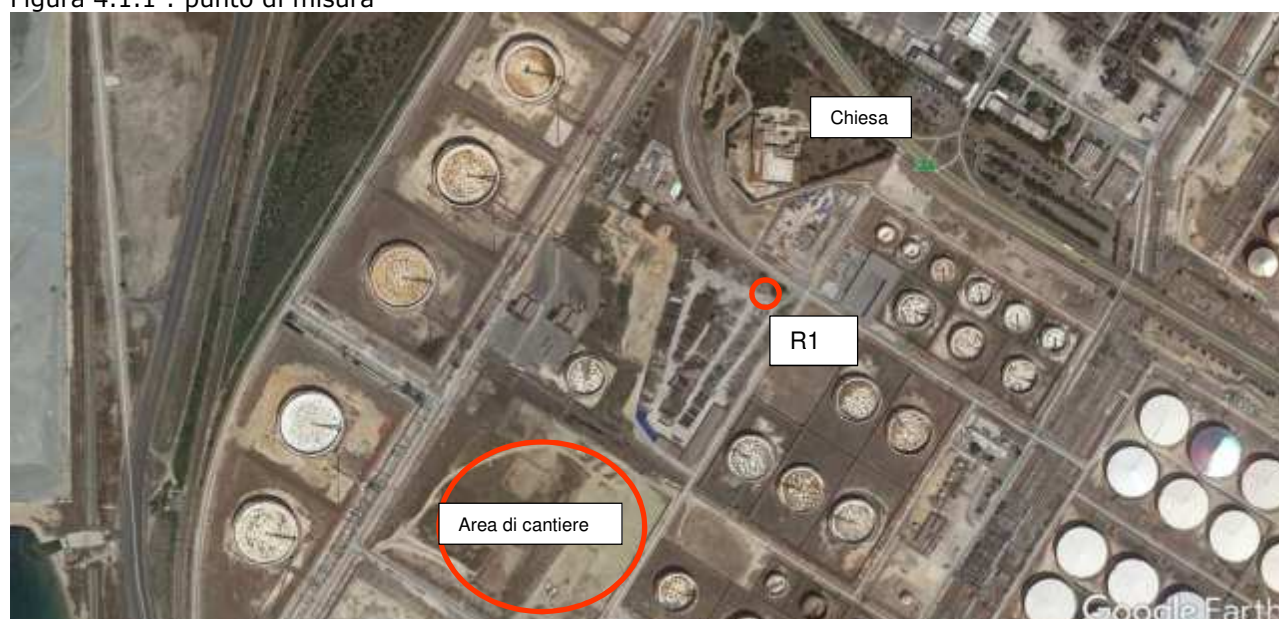 Figura 4.1.1 : punto di misura
Chiesa
R1
Area di cantiere
Google Earth